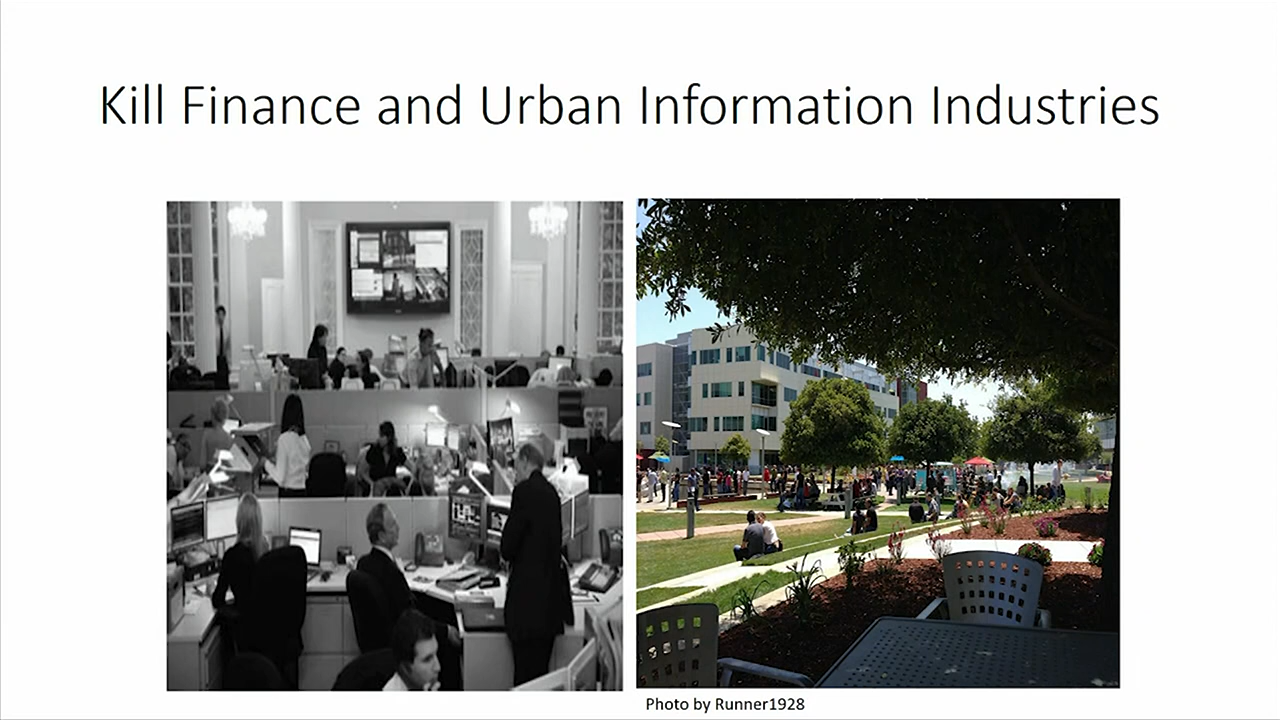 Kill Finance and Urban Information Industries
Photo by Runner1928